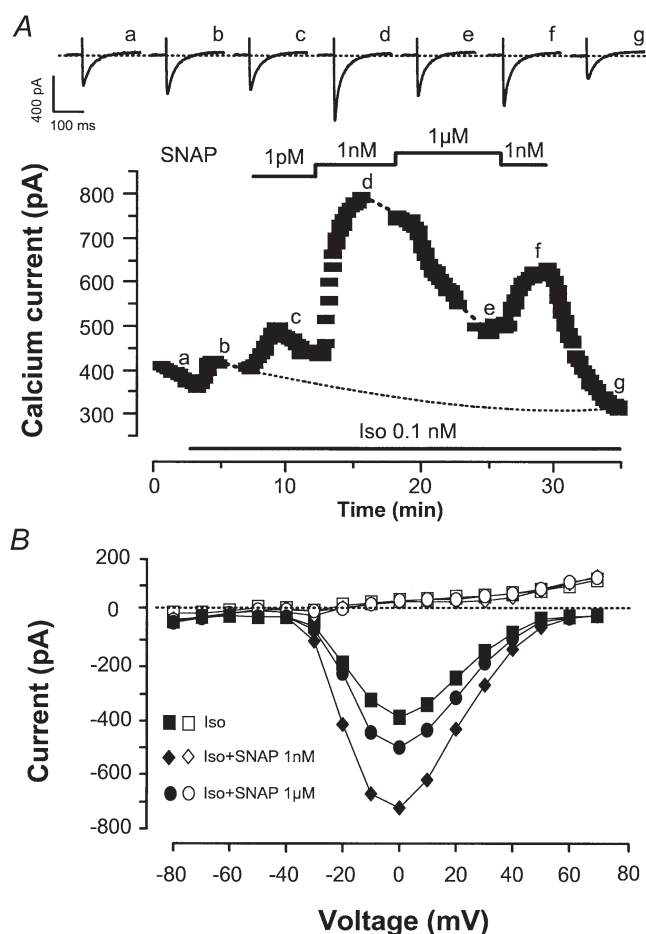 A
a b c d e f g
400 pA
100 ms
SNAP 1pM 1nM 1µM 1nM
Calcium current (pA)
800
700
600
500
400
300
a b c d e f g
Iso 0.1 nM
0 10 20 30
Time (min)
B
Current (pA)
200
0
-200
-400
-600
-800
Iso
Iso+SNAP 1nM
Iso+SNAP 1µM
-80 -60 -40 -20 0 20 40 60 80
Voltage (mV)